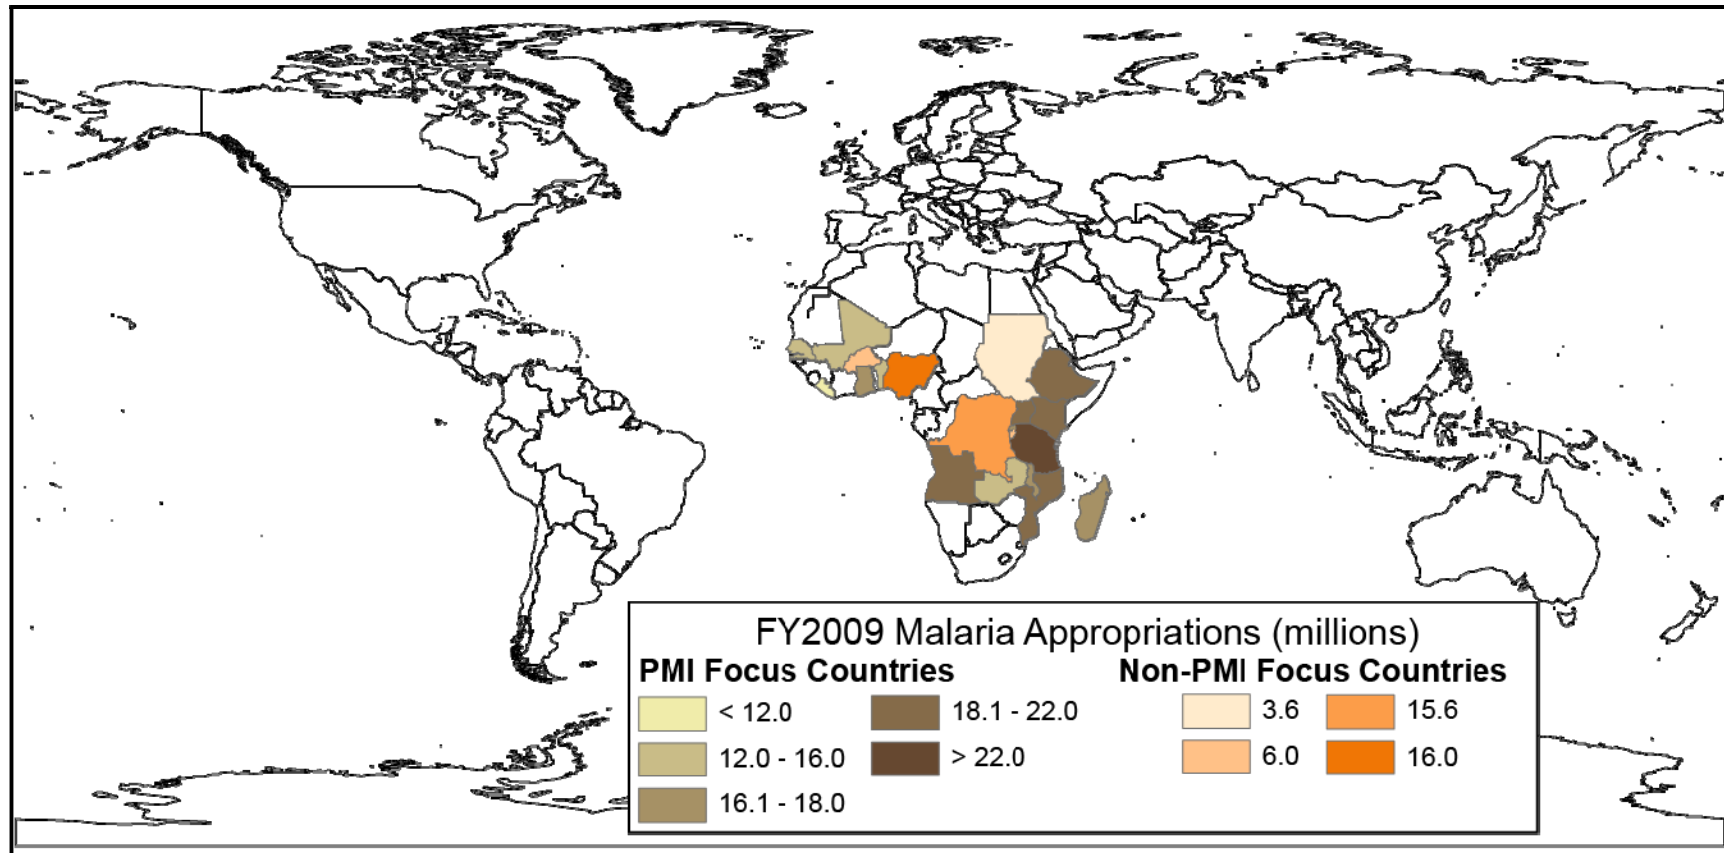 FY2009 Malaria Appropriations (millions)
PMI Focus Countries
< 12.0
12.0 - 16.0
16.1 - 18.0
18.1 - 22.0
> 22.0
Non-PMI Focus Countries
3.6
6.0
15.6
16.0